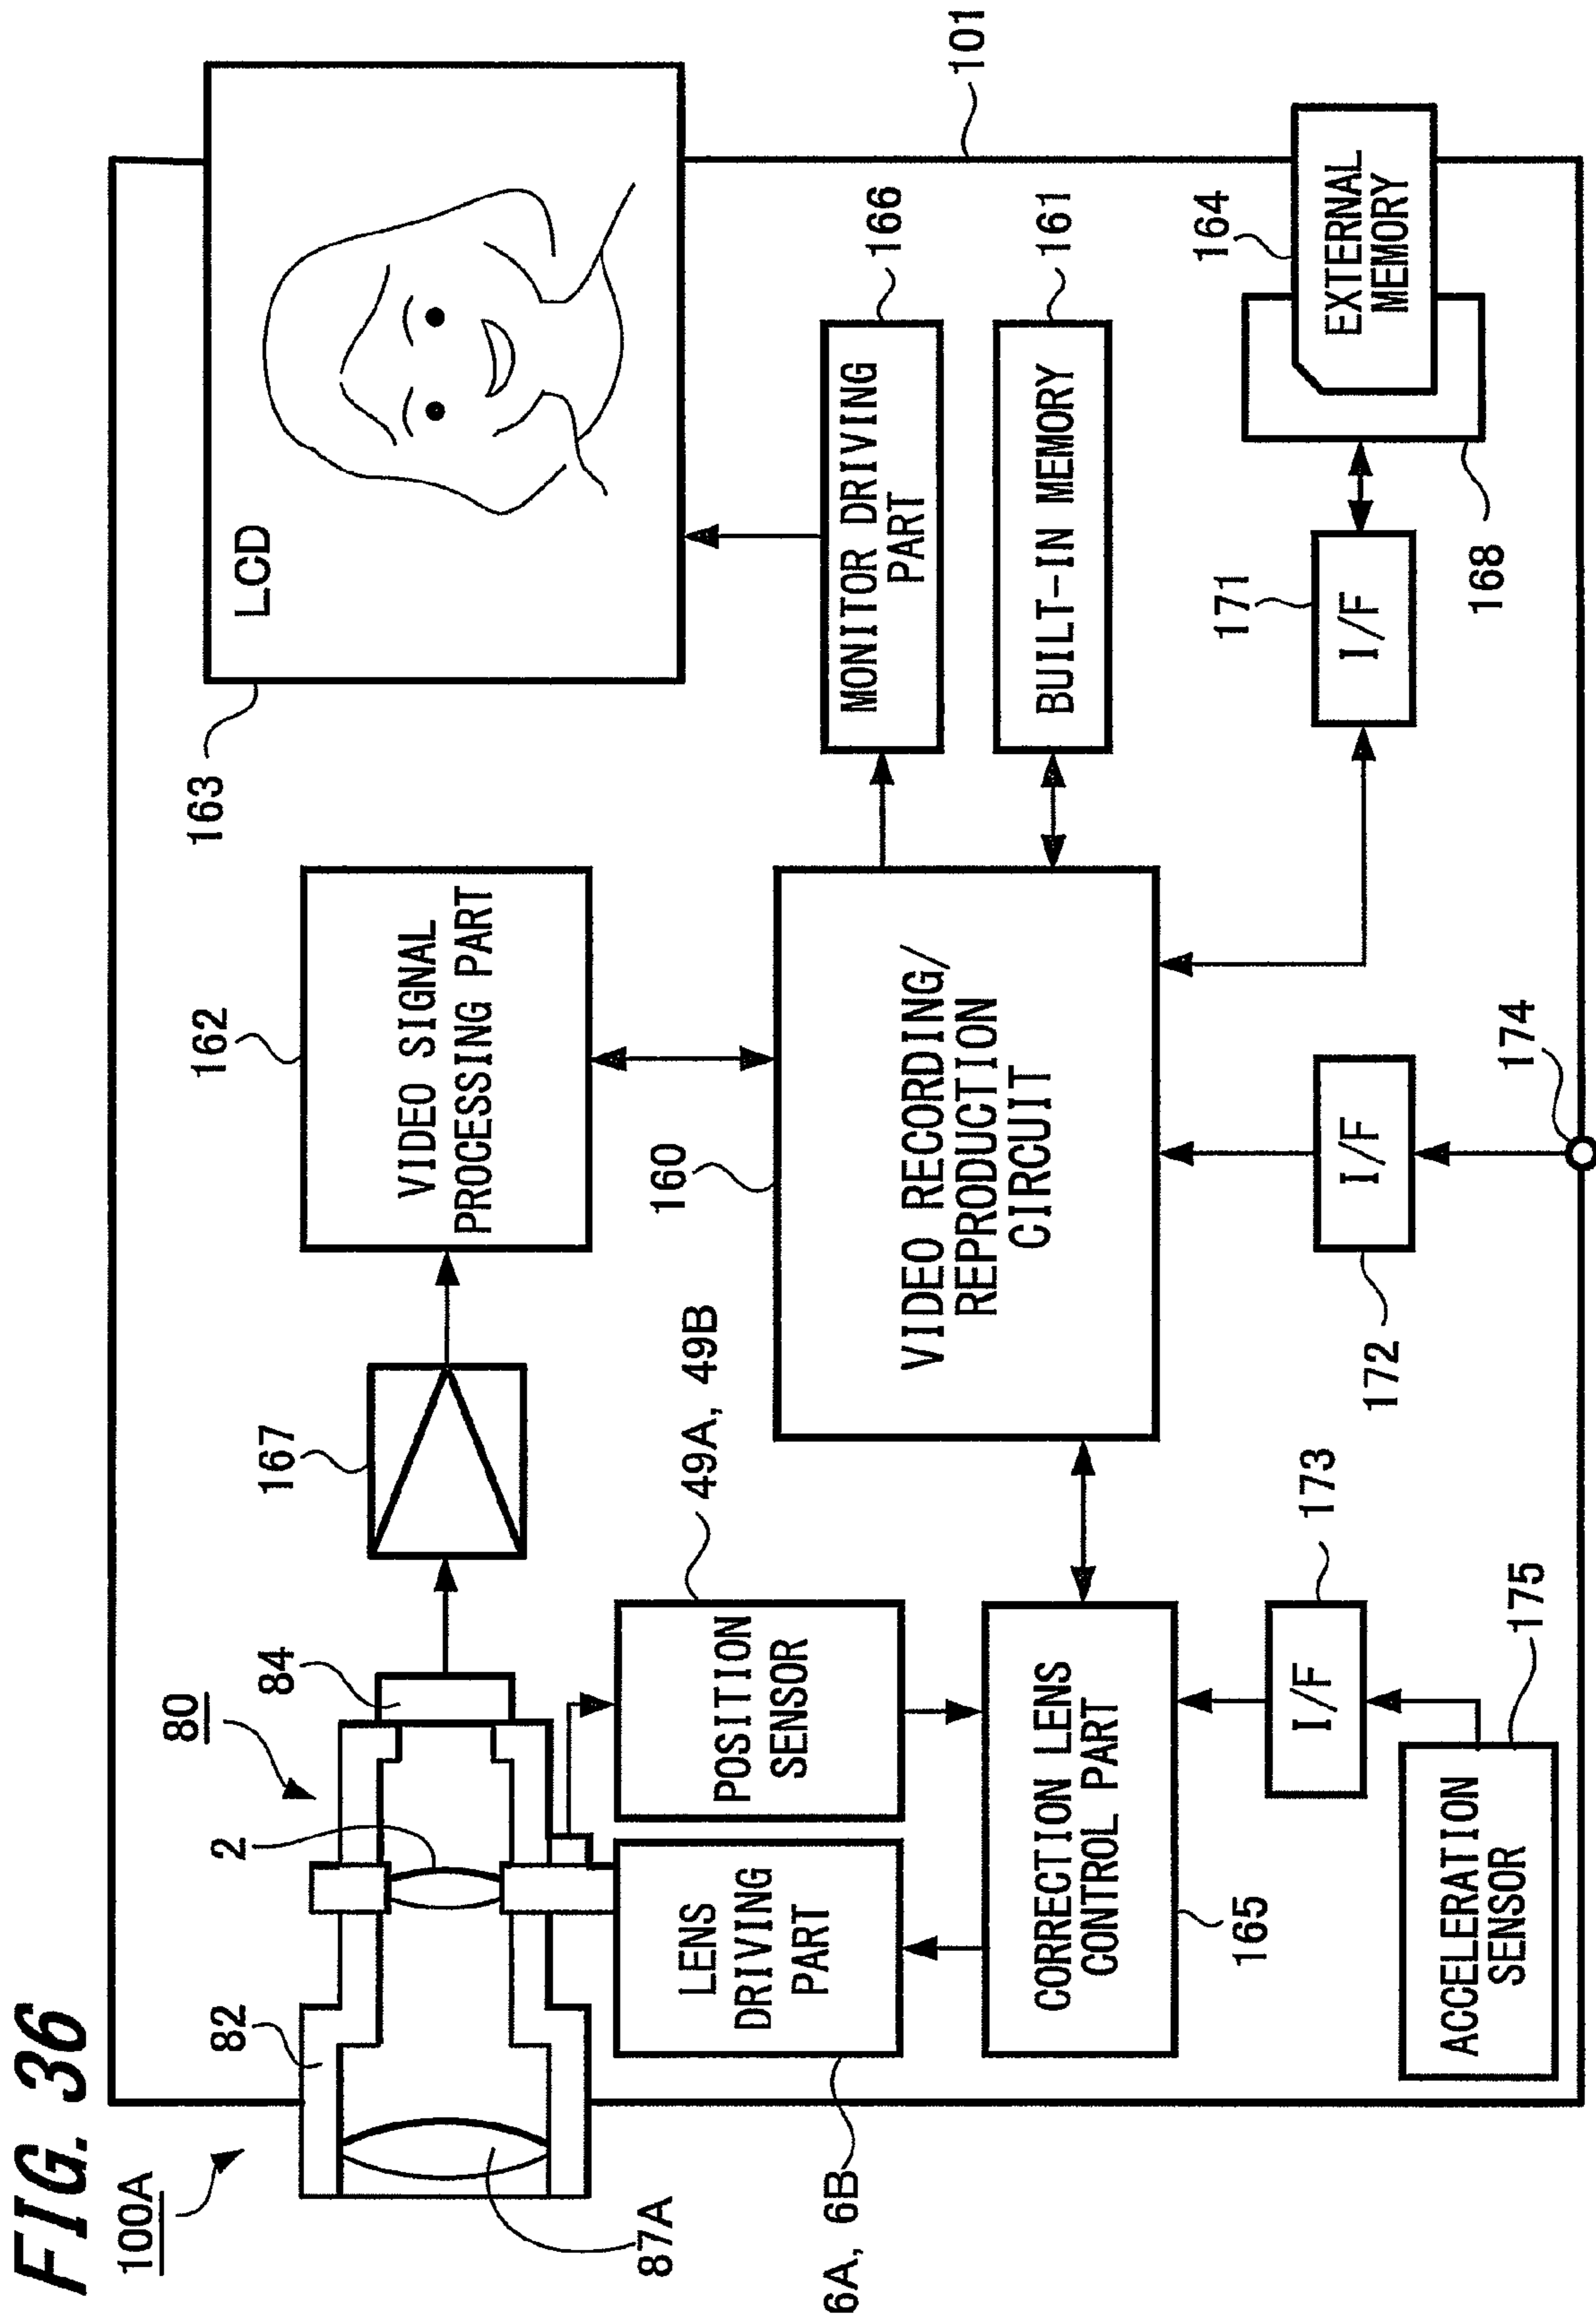 FIG. 36
100A
82
2
80
84
167
162
163
LCD
VIDEO SIGNAL
PROCESSING PART
87A
6A, 6B
LENS
DRIVING
PART
POSITION
SENSOR
49A, 49B
160
VIDEO RECORDING/
REPRODUCTION
CIRCUIT
MONITOR DRIVING
PART
166
BUILT-IN MEMORY
161
101
CORRECTION LENS
CONTROL PART
165
I/F
173
ACCELERATION
SENSOR
175
I/F
172
174
I/F
171
168
EXTERNAL
MEMORY
164